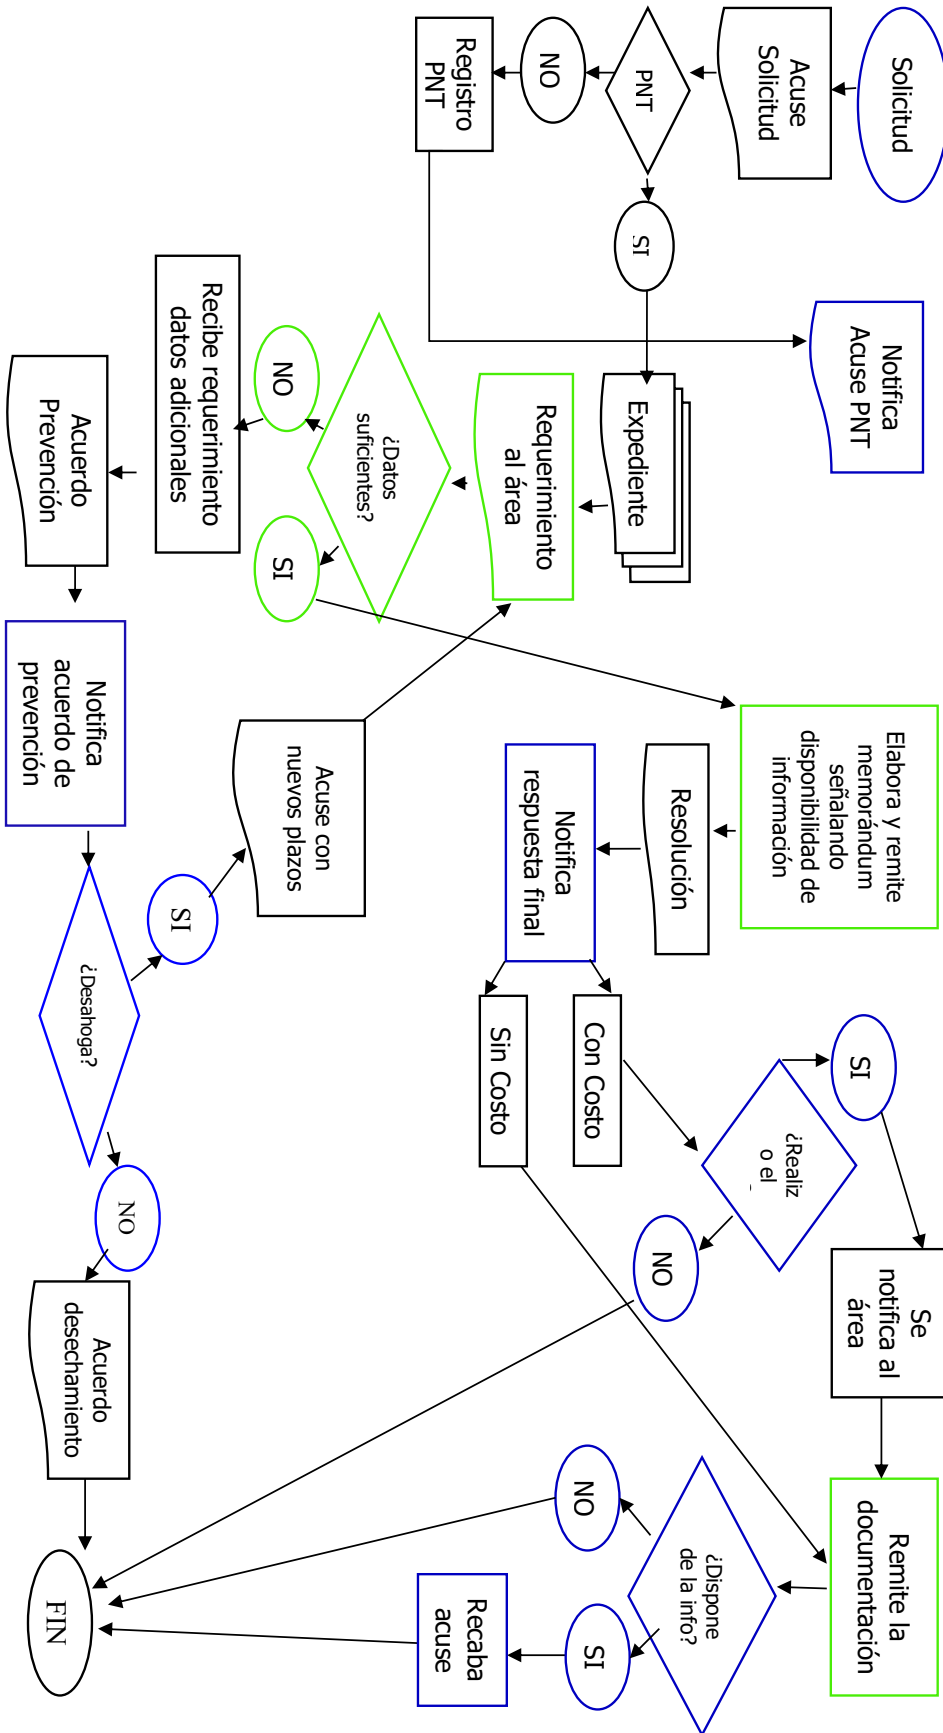 Solicitud
Acuse
Solicitud
PNT
NO
Registro
PNT
SI
Notifica
Acuse PNT
Expediente
Requerimiento
al área
¿Datos
suficientes?
NO
SI
Recibe requerimiento
datos adicionales
Acuerdo
Prevención
Notifica
acuerdo de
prevención
¿Desahoga?
SI
Acuse con
nuevos plazos
NO
Acuerdo
desechamiento
Elabora y remite
memorándum
señalando
disponibilidad de
información
Resolución
Notifica
respuesta final
Con Costo
Sin Costo
¿Realiz
o el
SI
NO
Se
notifica al
área
Remite la
documentación
¿Dispone
de la info?
NO
SI
Recaba
acuse
FIN